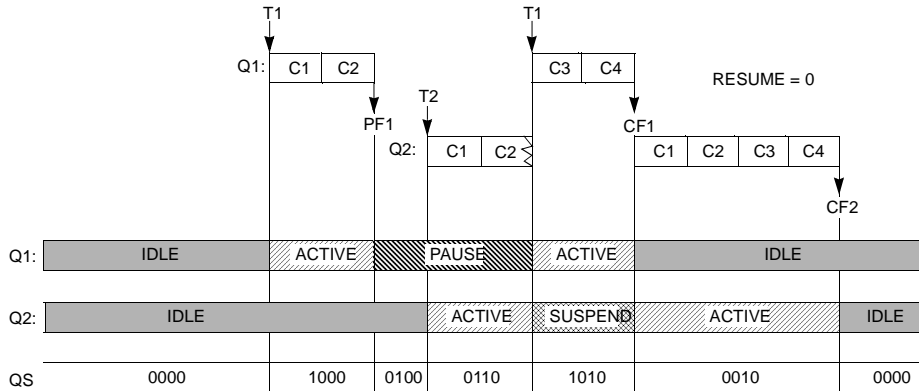 T1 T1
Q1: C1 C2 C3 C4
RESUME = 0
PF1 T2 CF1
Q2: C1 C2 C1 C2 C3 C4
CF2
Q1: IDLE ACTIVE PAUSE ACTIVE IDLE
Q2: IDLE ACTIVE SUSPEND ACTIVE IDLE
QS 0000 1000 0100 0110 1010 0010 0000